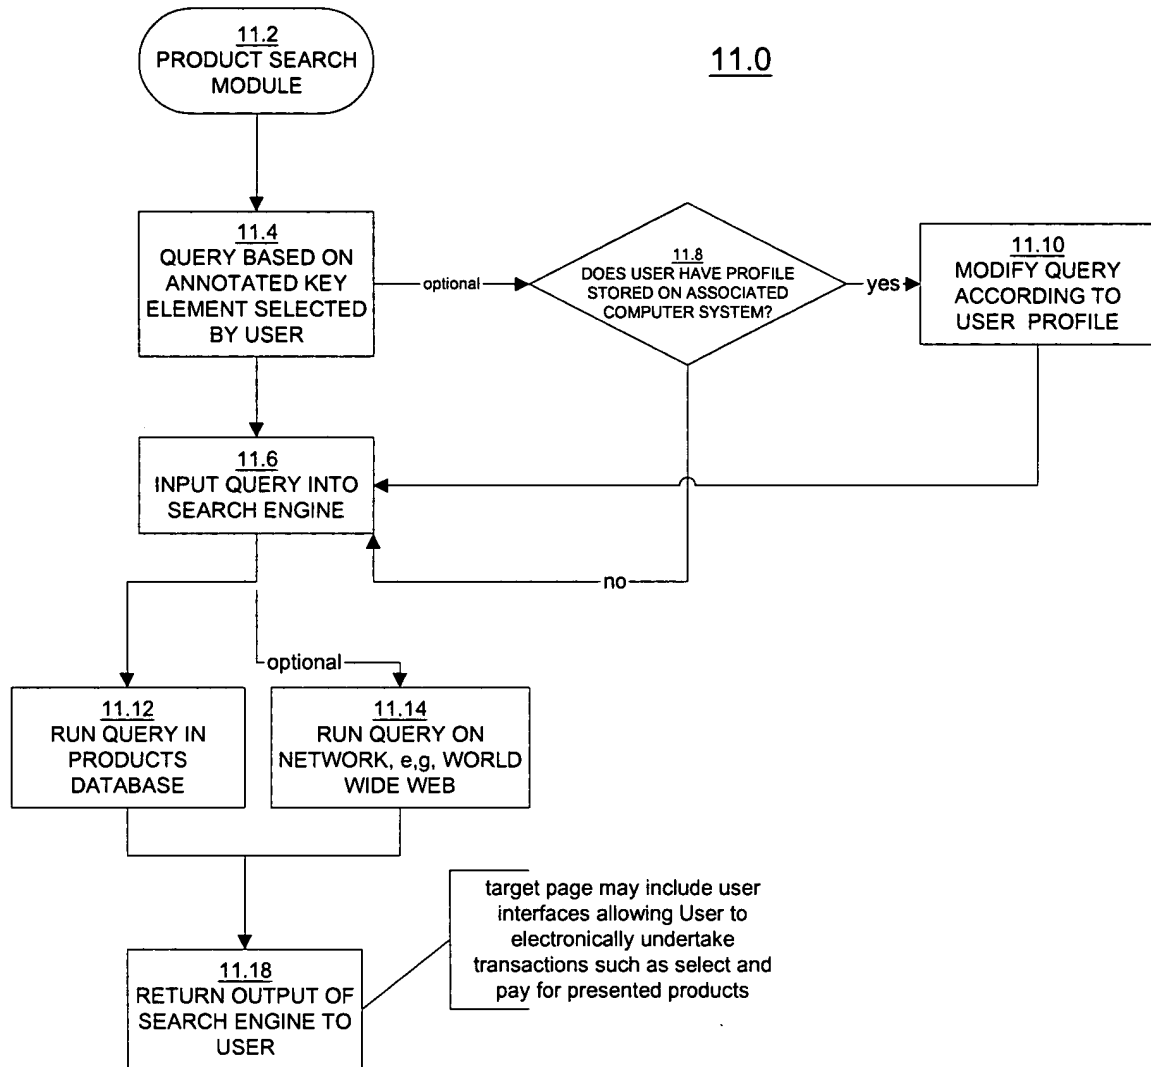 11.2
PRODUCT SEARCH
MODULE
11.0
11.4
QUERY BASED ON
ANNOTATED KEY
ELEMENT SELECTED
BY USER
optional
11.8
DOES USER HAVE PROFILE
STORED ON ASSOCIATED
COMPUTER SYSTEM?
yes
11.10
MODIFY QUERY
ACCORDING TO
USER PROFILE
11.6
INPUT QUERY INTO
SEARCH ENGINE
no
optional
11.12
RUN QUERY IN
PRODUCTS
DATABASE
11.14
RUN QUERY ON
NETWORK, e,g, WORLD
WIDE WEB
target page may include user
interfaces allowing User to
electronically undertake
transactions such as select and
pay for presented products
11.18
RETURN OUTPUT OF
SEARCH ENGINE TO
USER